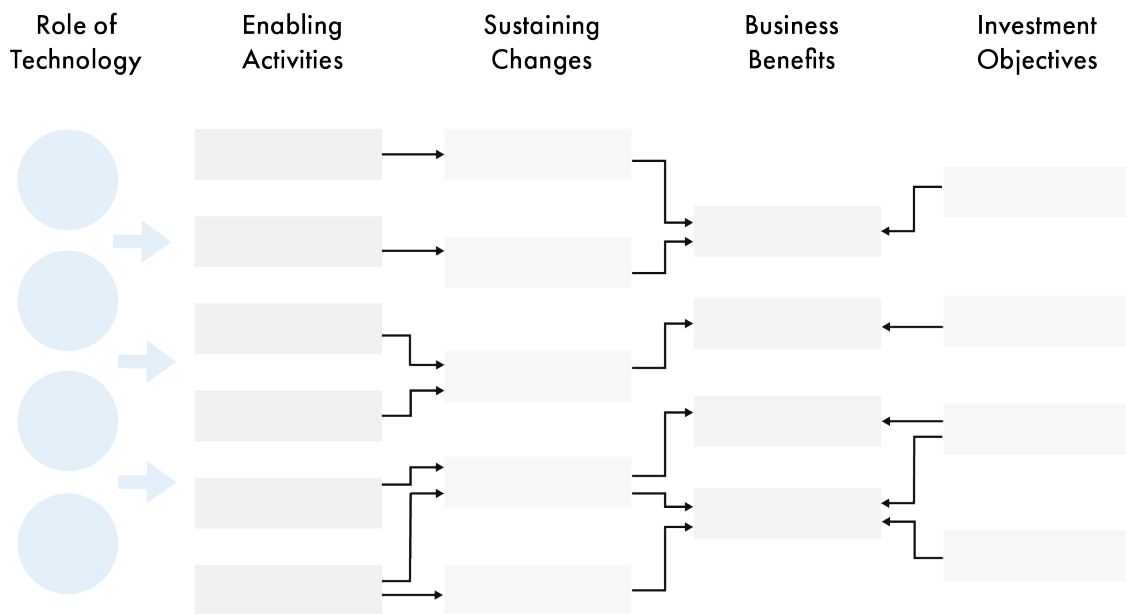 Role of
Technology
Enabling
Activities
Sustaining
Changes
Business
Benefits
Investment
Objectives